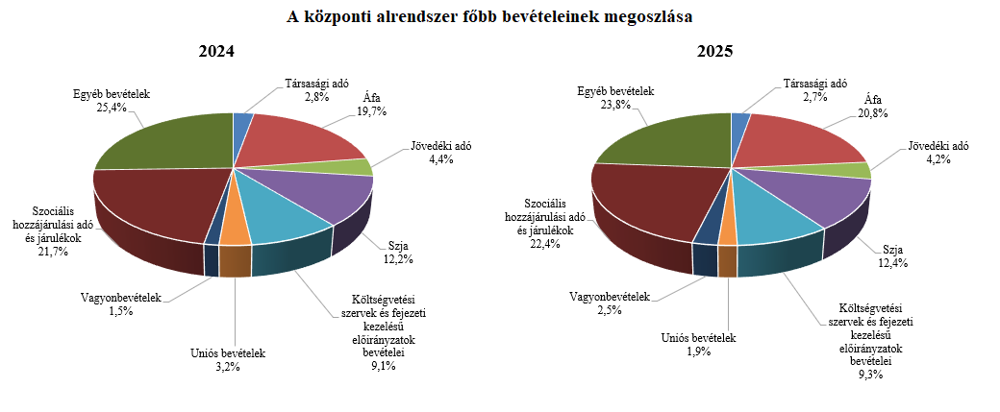 A központi alrendszer főbb bevételeinek megoszlása
2024
Társasági adó
2,8%
Áfa
19,7%
Jövedéki adó
4,4%
Szja
12,2%
Költségvetési
szervek és fejezeti
kezelésű
előirányzatok
bevételei
9,1%
Uniós bevételek
3,2%
Vagyonbevételek
1,5%
Szociális
hozzájárulási adó
és járulékok
21,7%
Egyéb bevételek
25,4%
2025
Társasági adó
2,7%
Áfa
20,8%
Jövedéki adó
4,2%
Szja
12,4%
Költségvetési
szervek és fejezeti
kezelésű
előirányzatok
bevételei
9,3%
Uniós bevételek
1,9%
Vagyonbevételek
2,5%
Szociális
hozzájárulási adó
és járulékok
22,4%
Egyéb bevételek
23,8%